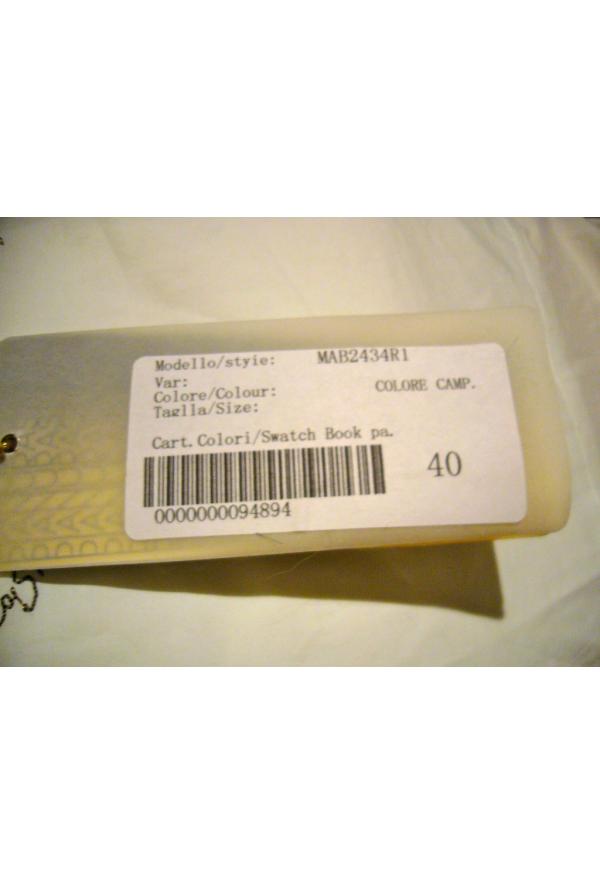 Modello/styie: MAB2434R1
Var:
Colore/Colour: COLORE CAMP.
Taglla/Size:
Cart.Colori/Swatch Book pa.
40
0000000094894